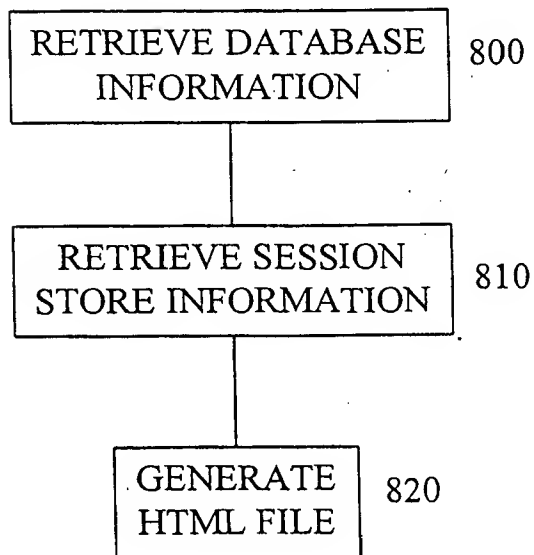 RETRIEVE DATABASE
INFORMATION
800
RETRIEVE SESSION
STORE INFORMATION
810
GENERATE
HTML FILE
820